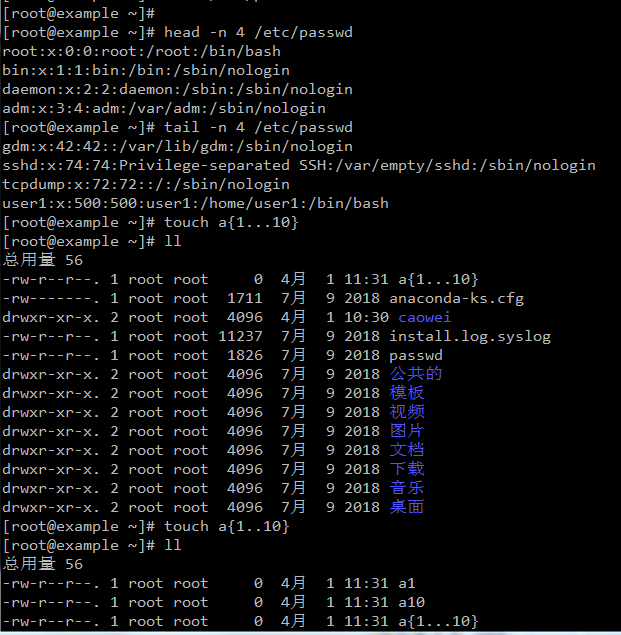 [root@example ~]#
[root@example ~]# head -n 4 /etc/passwd
root:x:0:0:root:/root:/bin/bash
bin:x:1:1:bin:/bin:/sbin/nologin
daemon:x:2:2:daemon:/sbin:/sbin/nologin
adm:x:3:4:adm:/var/adm:/sbin/nologin
[root@example ~]# tail -n 4 /etc/passwd
gdm:x:42:42::/var/lib/gdm:/sbin/nologin
sshd:x:74:74:Privilege-separated SSH:/var/empty/sshd:/sbin/nologin
tcpdump:x:72:72::/:/sbin/nologin
user1:x:500:500:user1:/home/user1:/bin/bash
[root@example ~]# touch a{1...10}
[root@example ~]# ll
总用量 56
-rw-r--r--. 1 root root     0  4月   1 11:31 a{1...10}
-rw-------. 1 root root  1711  7月   9 2018 anaconda-ks.cfg
drwxr-xr-x. 2 root root  4096  4月   1 10:30 caowei
-rw-r--r--. 1 root root 11237  7月   9 2018 install.log.syslog
-rw-r--r--. 1 root root  1826  7月   9 2018 passwd
drwxr-xr-x. 2 root root  4096  7月   9 2018 公共的
drwxr-xr-x. 2 root root  4096  7月   9 2018 模板
drwxr-xr-x. 2 root root  4096  7月   9 2018 视频
drwxr-xr-x. 2 root root  4096  7月   9 2018 图片
drwxr-xr-x. 2 root root  4096  7月   9 2018 文档
drwxr-xr-x. 2 root root  4096  7月   9 2018 下载
drwxr-xr-x. 2 root root  4096  7月   9 2018 音乐
drwxr-xr-x. 2 root root  4096  7月   9 2018 桌面
[root@example ~]# touch a{1..10}
[root@example ~]# ll
总用量 56
-rw-r--r--. 1 root root     0  4月   1 11:31 a1
-rw-r--r--. 1 root root     0  4月   1 11:31 a10
-rw-r--r--. 1 root root     0  4月   1 11:31 a{1...10}